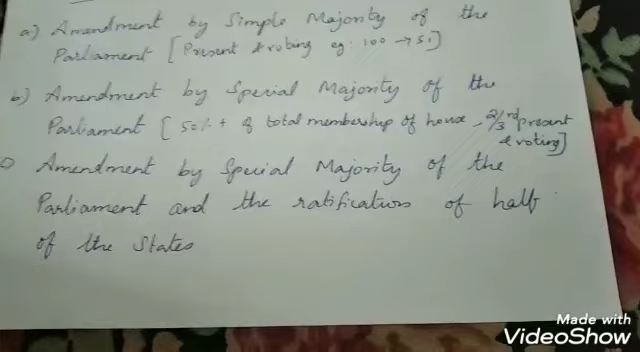 a) Amendment by Simple Majority of the
Parliament [Present & voting eg: 100 → 51]
b) Amendment by Special Majority of the
Parliament [50%+ of total membership of house - 2/3rd present
& voting]
Amendment by Special Majority of the
Parliament and the ratification of half
of the States
Made with
VideoShow